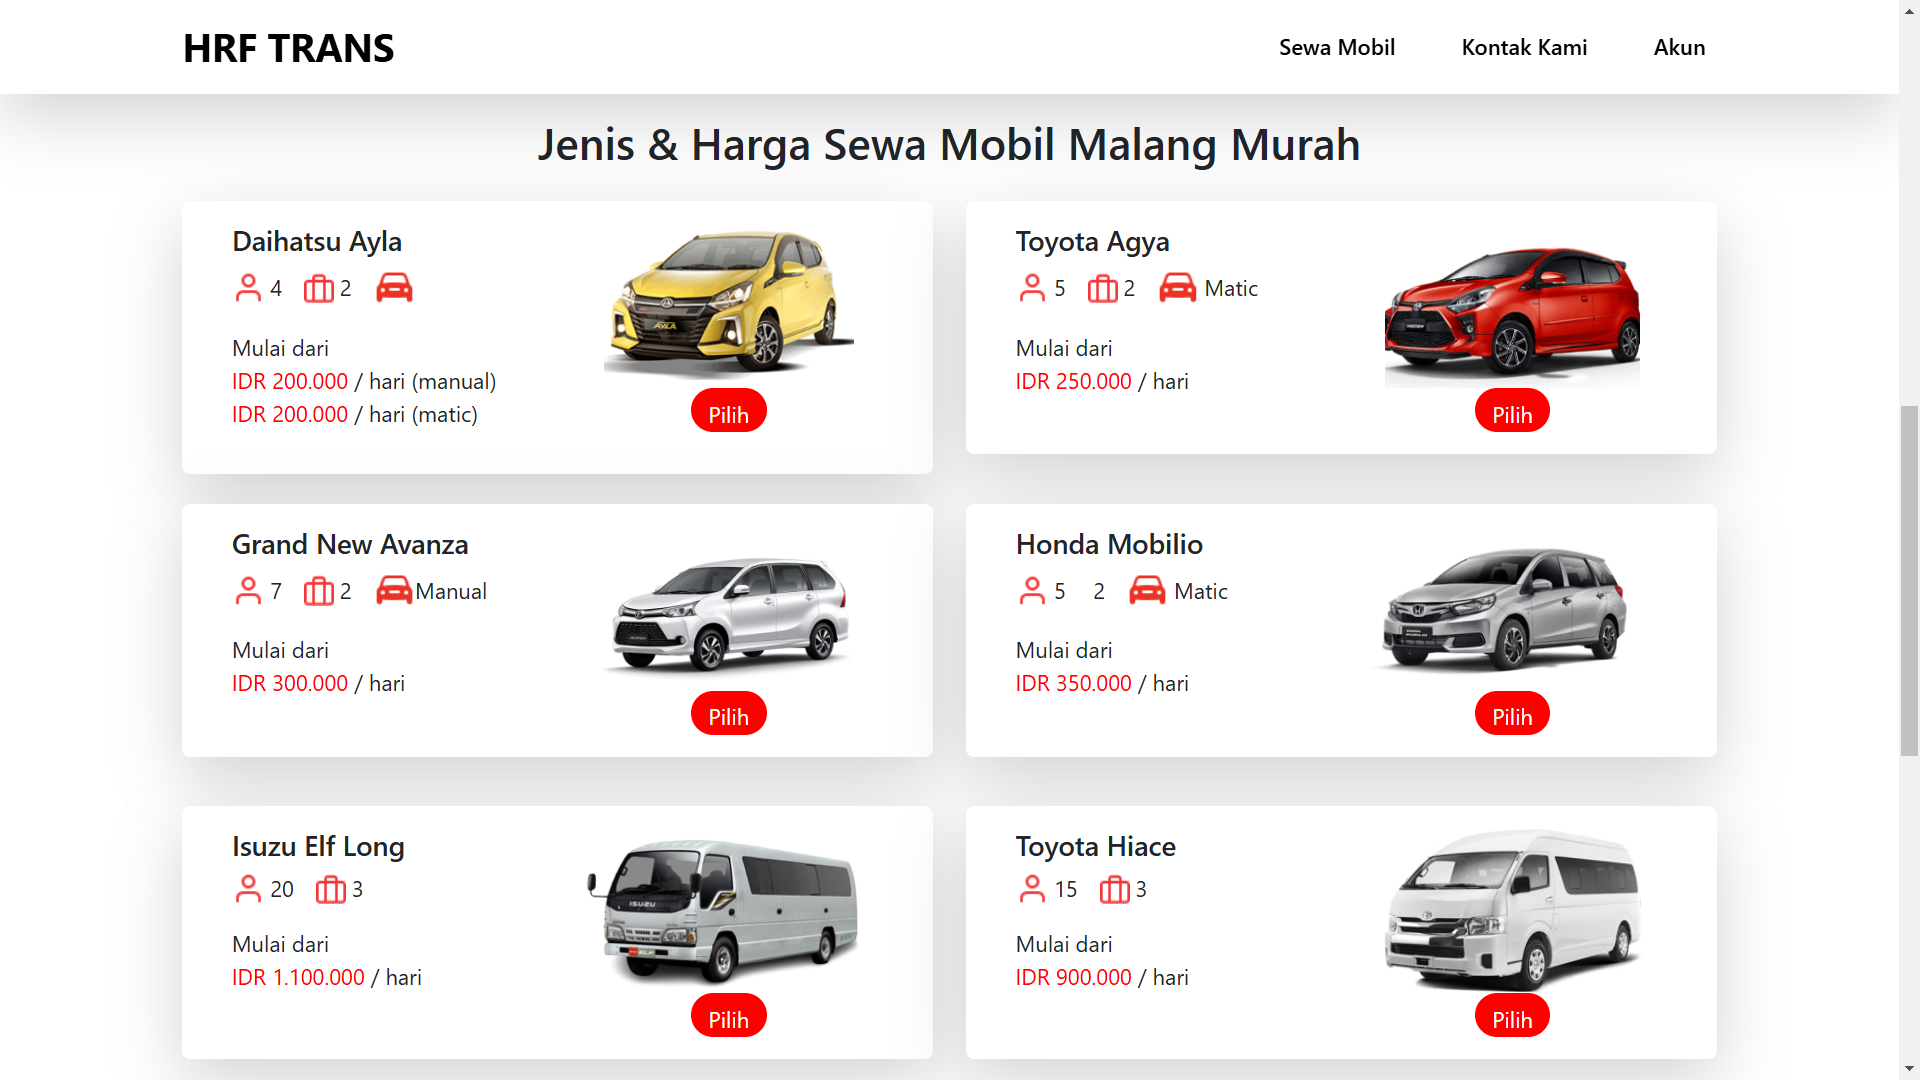 HRF TRANS
Sewa Mobil
Kontak Kami
Akun
Jenis & Harga Sewa Mobil Malang Murah
Daihatsu Ayla
4 2
Mulai dari
IDR 200.000 / hari (manual)
IDR 200.000 / hari (matic)
AYLA
Pilih
Toyota Agya
5 2 Matic
Mulai dari
IDR 250.000 / hari
Pilih
Grand New Avanza
7 2 Manual
Mulai dari
IDR 300.000 / hari
Pilih
Honda Mobilio
5 2 Matic
Mulai dari
IDR 350.000 / hari
Pilih
Isuzu Elf Long
20 3
Mulai dari
IDR 1.100.000 / hari
ISUZU
Pilih
Toyota Hiace
15 3
Mulai dari
IDR 900.000 / hari
Pilih